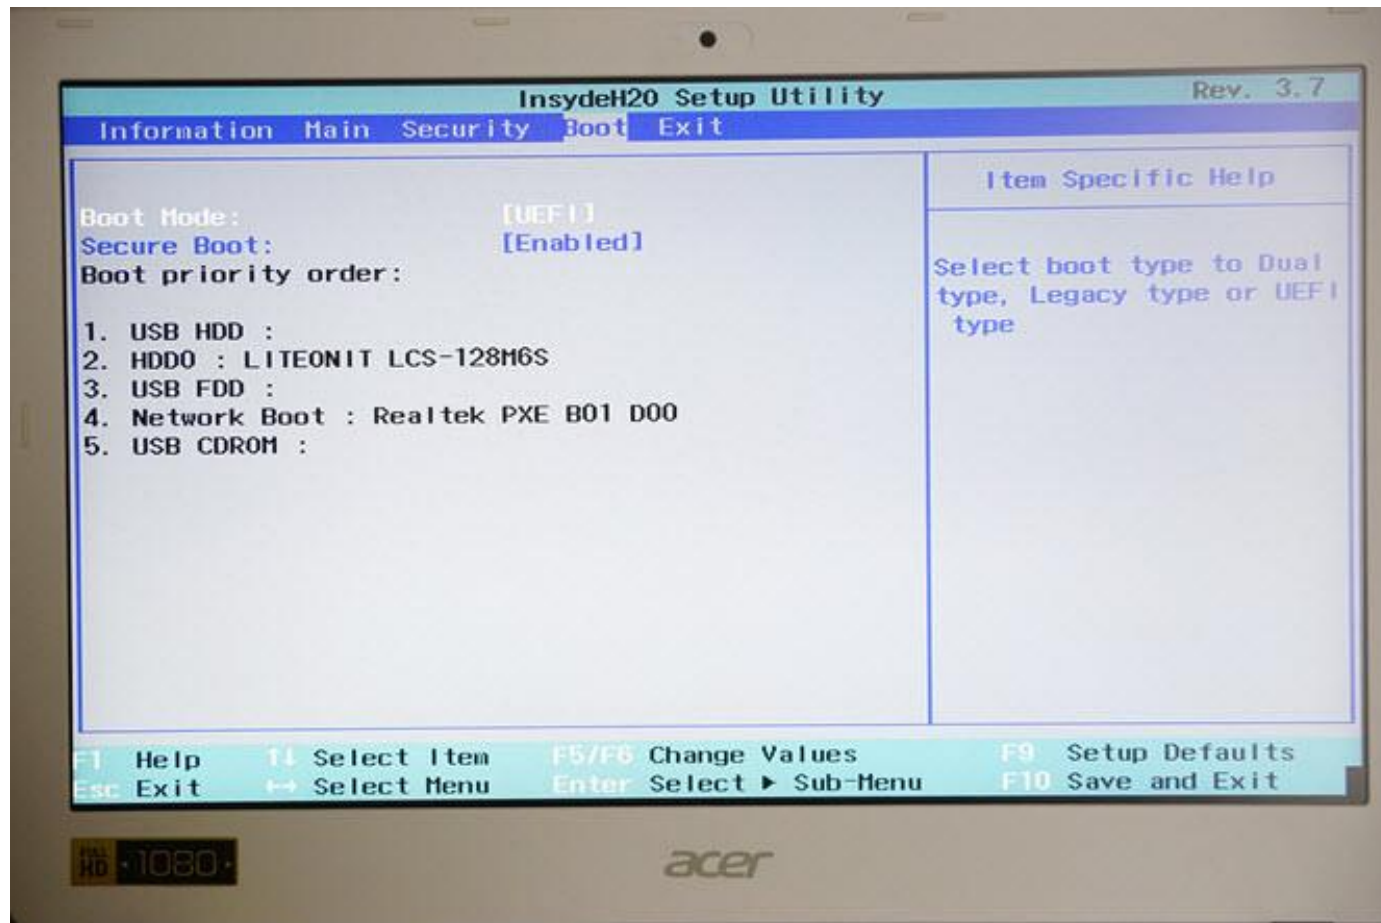 InsydeH20 Setup Utility Rev. 3.7
Information Main Security Boot Exit
Item Specific Help
Boot Mode: [UEFI]
Secure Boot: [Enabled]
Boot priority order:
1. USB HDD :
2. HDD0 : LITEONIT LCS-128M6S
3. USB FDD :
4. Network Boot : Realtek PXE B01 D00
5. USB CDROM :
Select boot type to Dual
type, Legacy type or UEFI
type
F1 Help ↑↓ Select Item F5/F6 Change Values F9 Setup Defaults
Esc Exit ↔ Select Menu Enter Select ▶ Sub-Menu F10 Save and Exit
FULL
HD 1080
acer